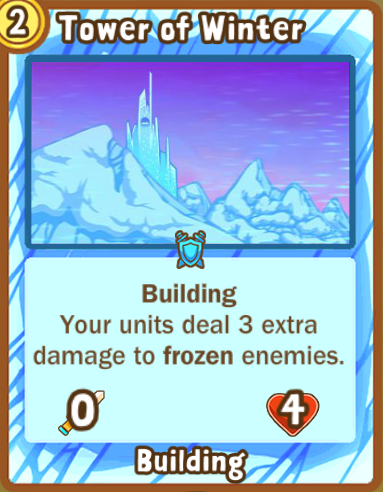 2 Tower of Winter
Building
Your units deal 3 extra
damage to frozen enemies.
0 4
Building